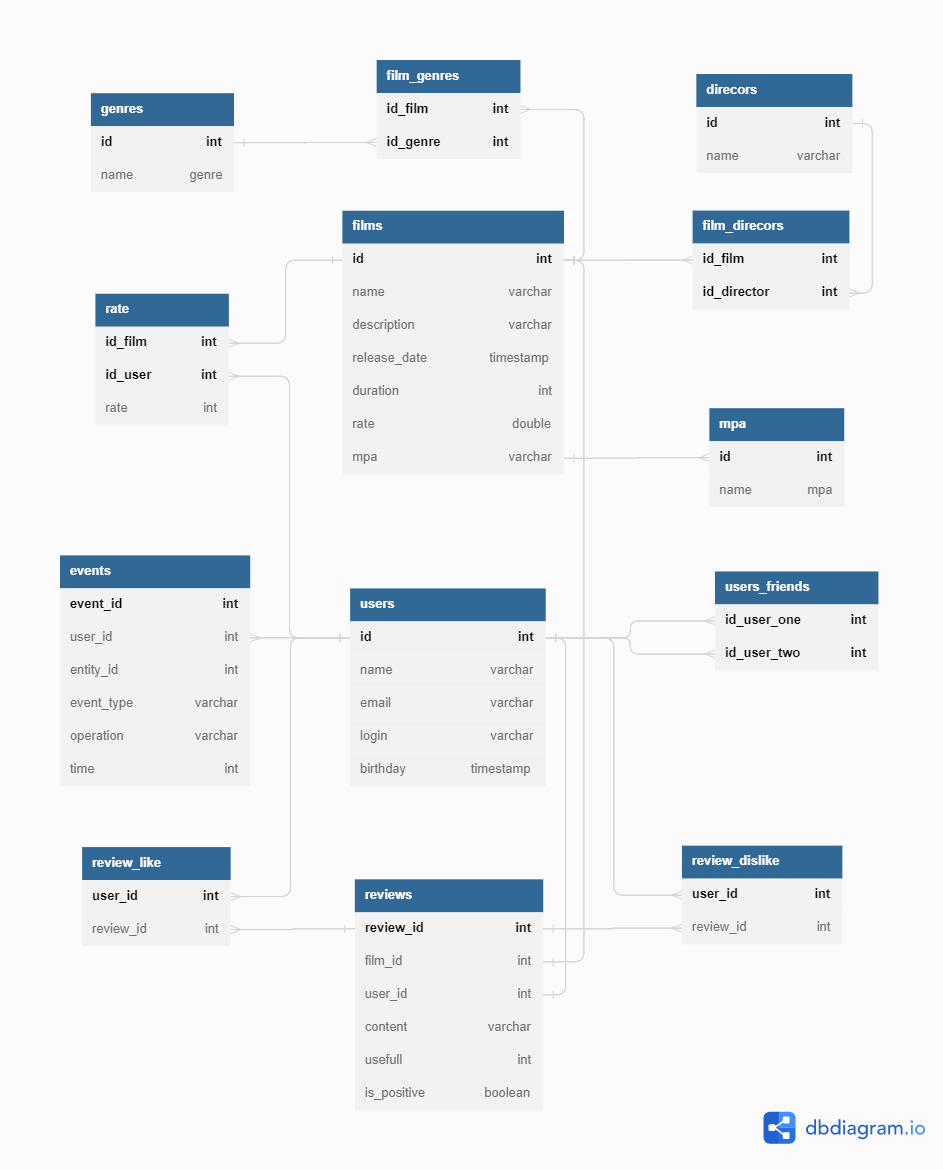 genres
id int
name genre
film_genres
id_film int
id_genre int
direcors
id int
name varchar
films
id int
name varchar
description varchar
release_date timestamp
duration int
rate double
mpa varchar
film_direcors
id_film int
id_director int
rate
id_film int
id_user int
rate int
mpa
id int
name mpa
events
event_id int
user_id int
entity_id int
event_type varchar
operation varchar
time int
users
id int
name varchar
email varchar
login varchar
birthday timestamp
users_friends
id_user_one int
id_user_two int
review_like
user_id int
review_id int
reviews
review_id int
film_id int
user_id int
content varchar
usefull int
is_positive boolean
review_dislike
user_id int
review_id int
dbdiagram.io